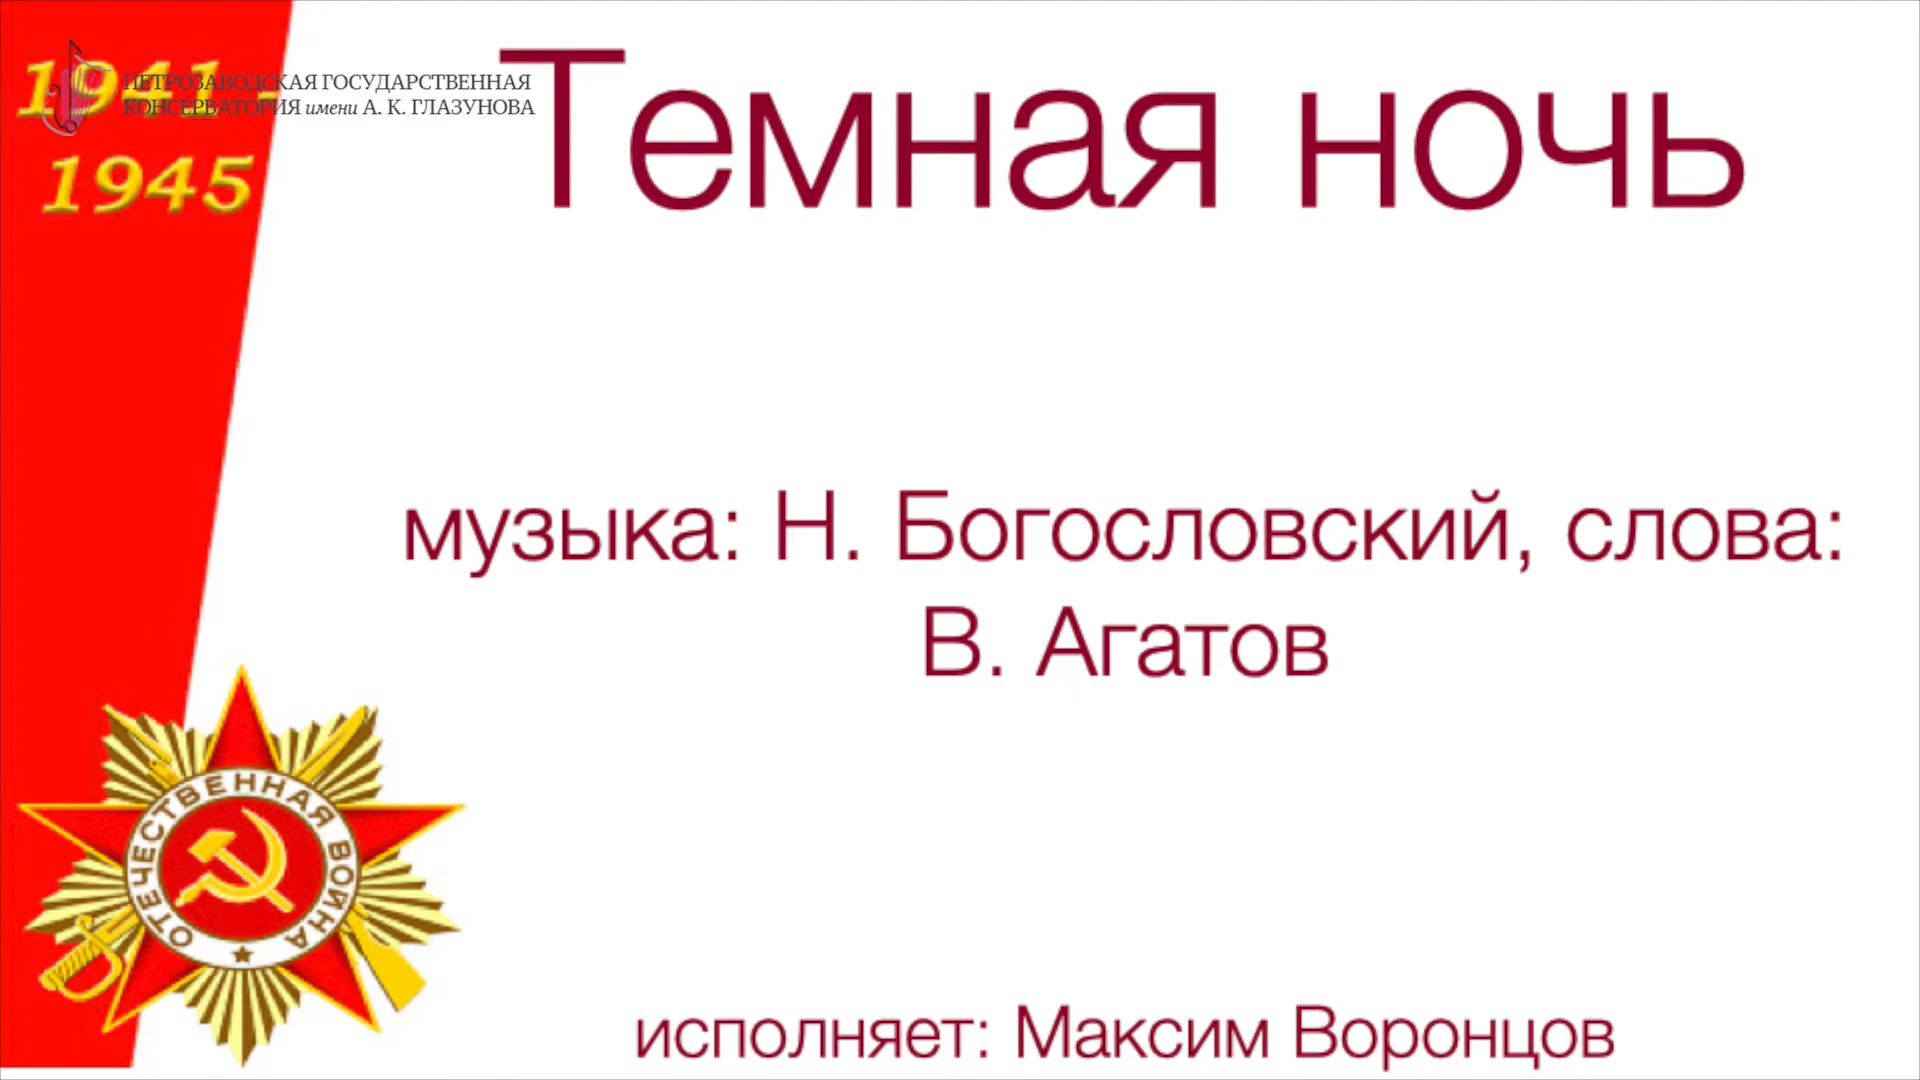 1941 -
1945
ПЕТРОЗАВОДСКАЯ ГОСУДАРСТВЕННАЯ
КОНСЕРВАТОРИЯ имени А. К. ГЛАЗУНОВА
Темная ночь
музыка: Н. Богословский, слова:
В. Агатов
ОТЕЧЕСТВЕННАЯ ВОЙНА
исполняет: Максим Воронцов